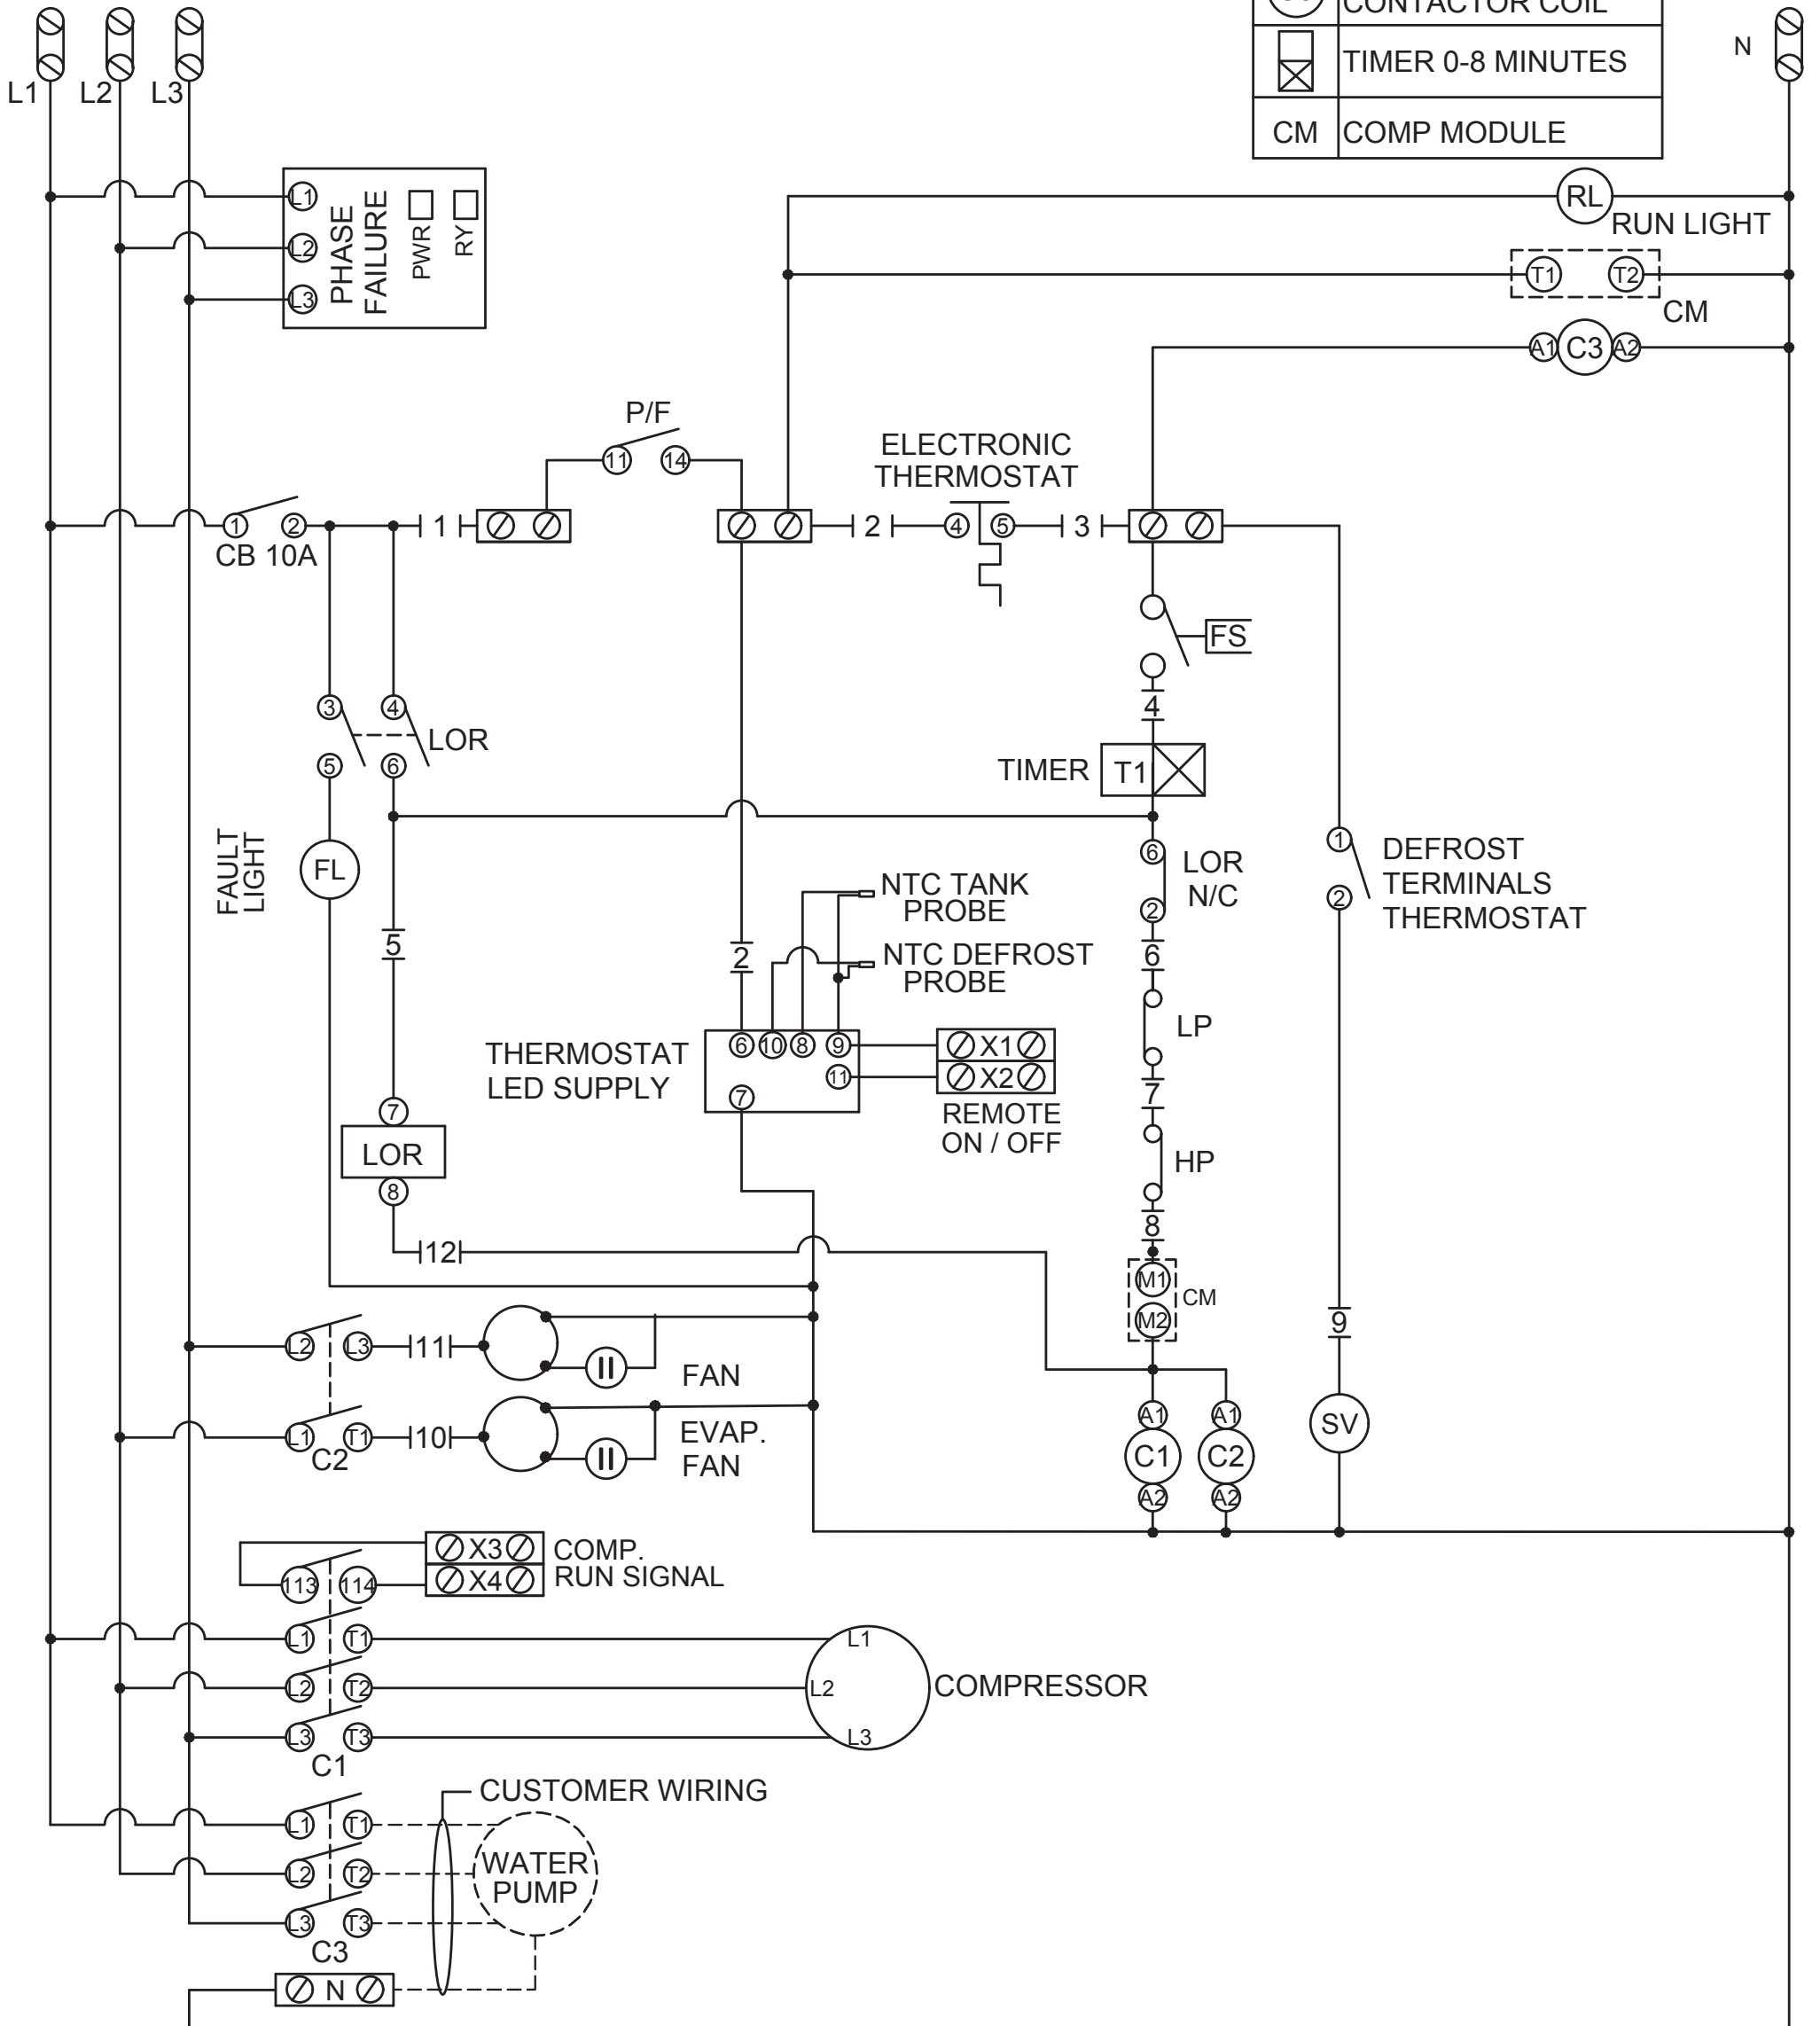 CONTACTOR COIL
TIMER 0-8 MINUTES
CM COMP MODULE
N
L1 L2 L3
L1
L2
L3
PHASE
FAILURE
PWR
RY
RL
RUN LIGHT
T1 T2
CM
A1 C3 A2
P/F
11 14
ELECTRONIC
THERMOSTAT
1 2
CB 10A
1
2
4 5
3
FS
4
3 4
LOR
5 6
TIMER T1
FAULT
LIGHT
FL
6
LOR
N/C
2
1
2
DEFROST
TERMINALS
THERMOSTAT
NTC TANK
PROBE
NTC DEFROST
PROBE
5
2
6
LP
THERMOSTAT
LED SUPPLY
6 10 8 9
11
7
X1
X2
REMOTE
ON / OFF
7
HP
7
LOR
8
8
12
M1
M2
CM
9
L2 L3
11
FAN
L1 T1
C2
10
EVAP.
FAN
A1 A1
C1 C2
A2 A2
SV
X3
X4
COMP.
RUN SIGNAL
113 114
L1 T1
L2 T2
L3 T3
C1
L1
L2
L3
COMPRESSOR
CUSTOMER WIRING
L1 T1
L2 T2
L3 T3
C3
WATER
PUMP
N